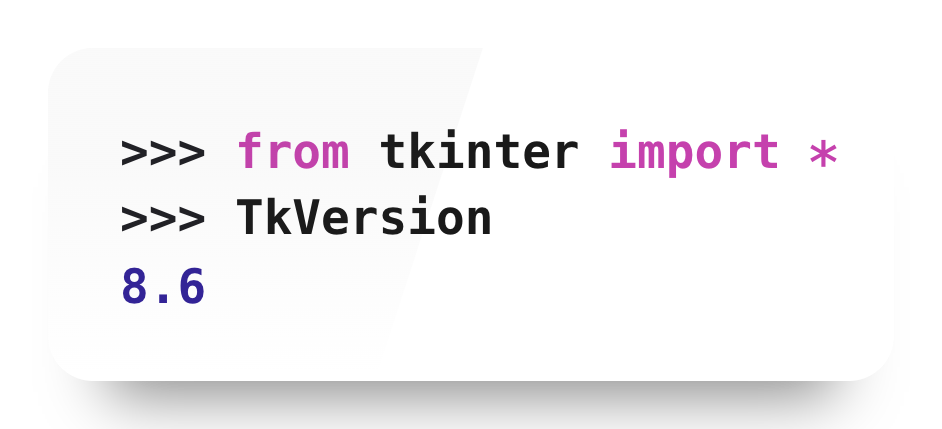 >>> from tkinter import *
>>> TkVersion
8.6